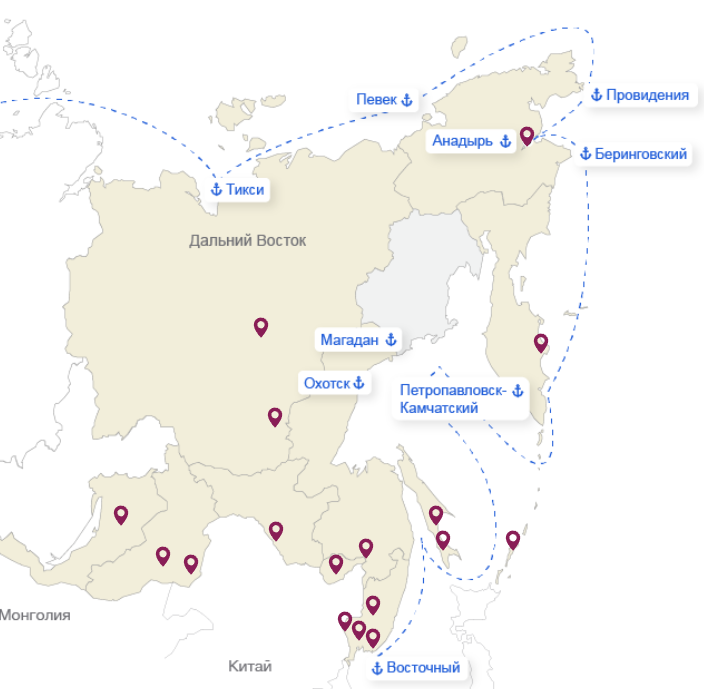 Певек
Провидения
Анадырь
Беринговский
Тикси
Дальний Восток
Магадан
Охотск
Петропавловск-
Камчатский
Монголия
Китай
Восточный